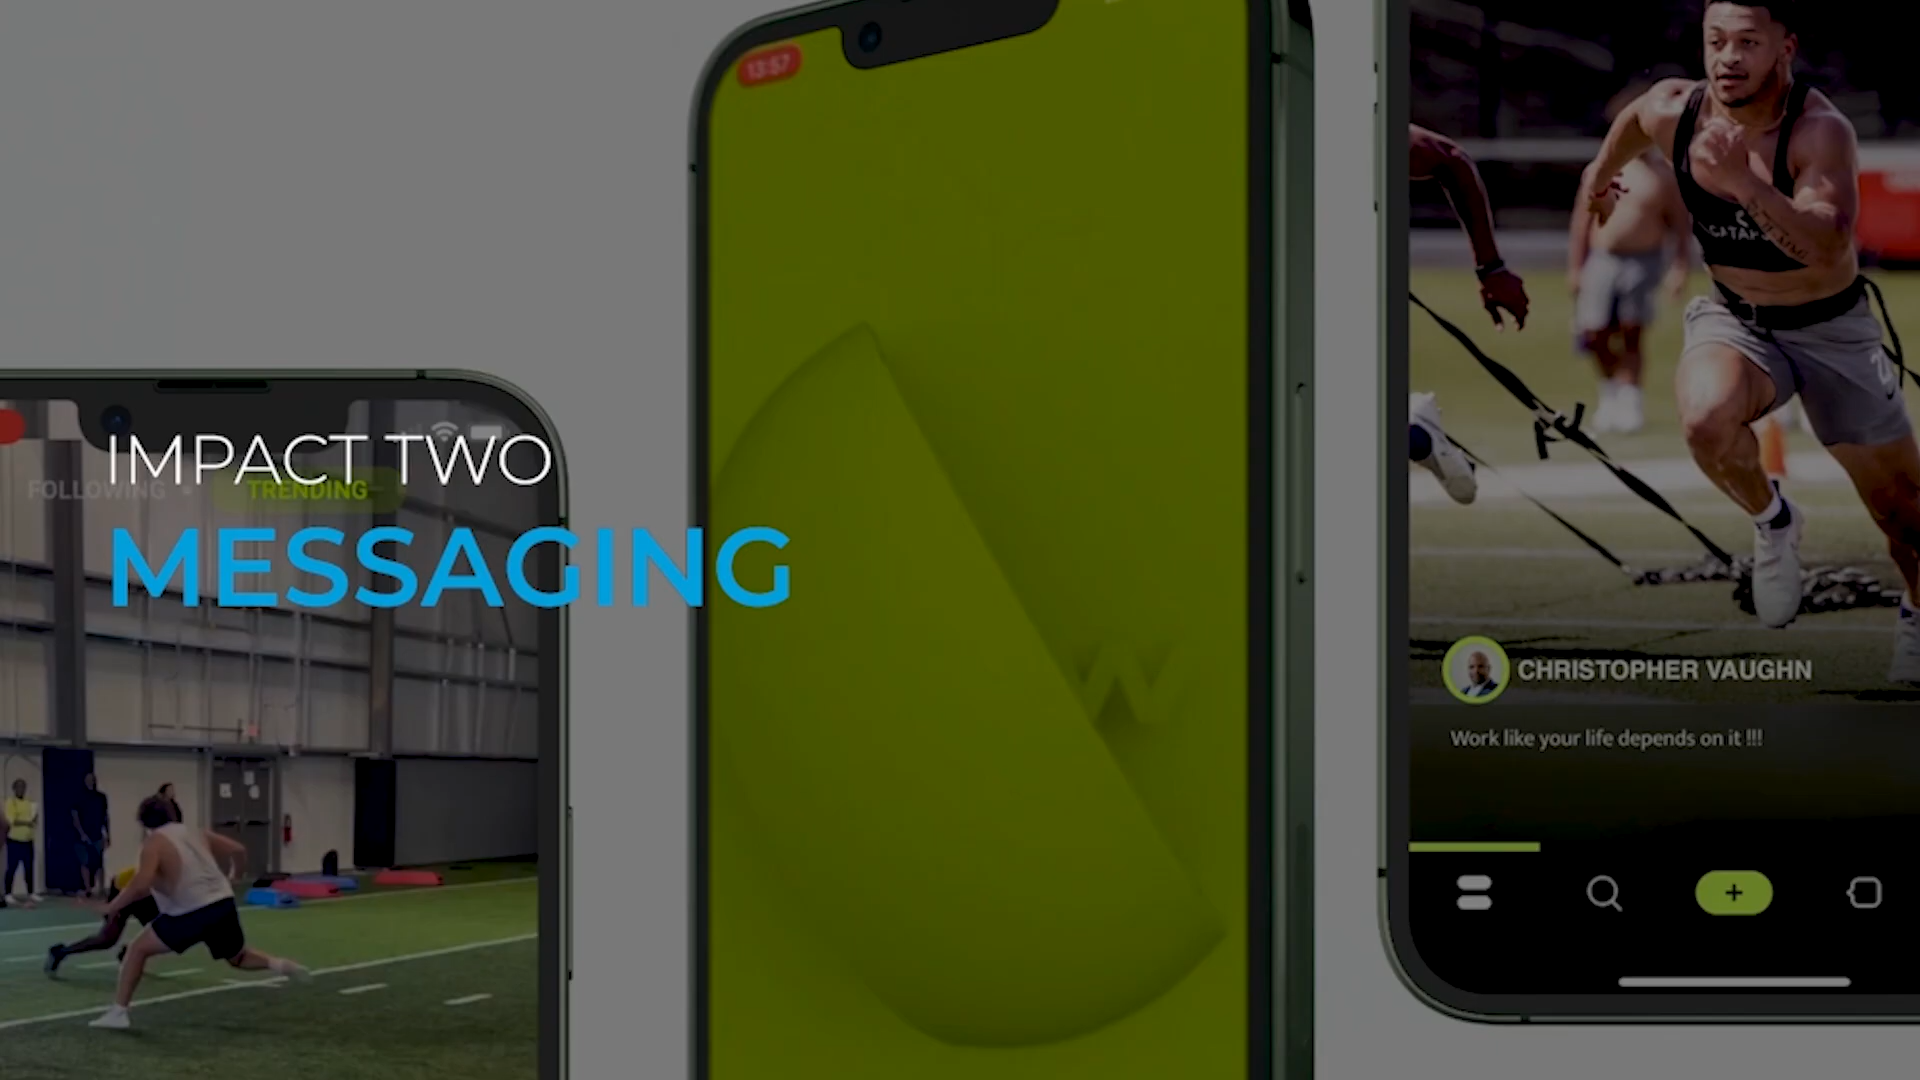 13:57
IMPACT TWO
FOLLOWING
TRENDING
MESSAGING
W
CHRISTOPHER VAUGHN
Work like your life depends on it !!!
+